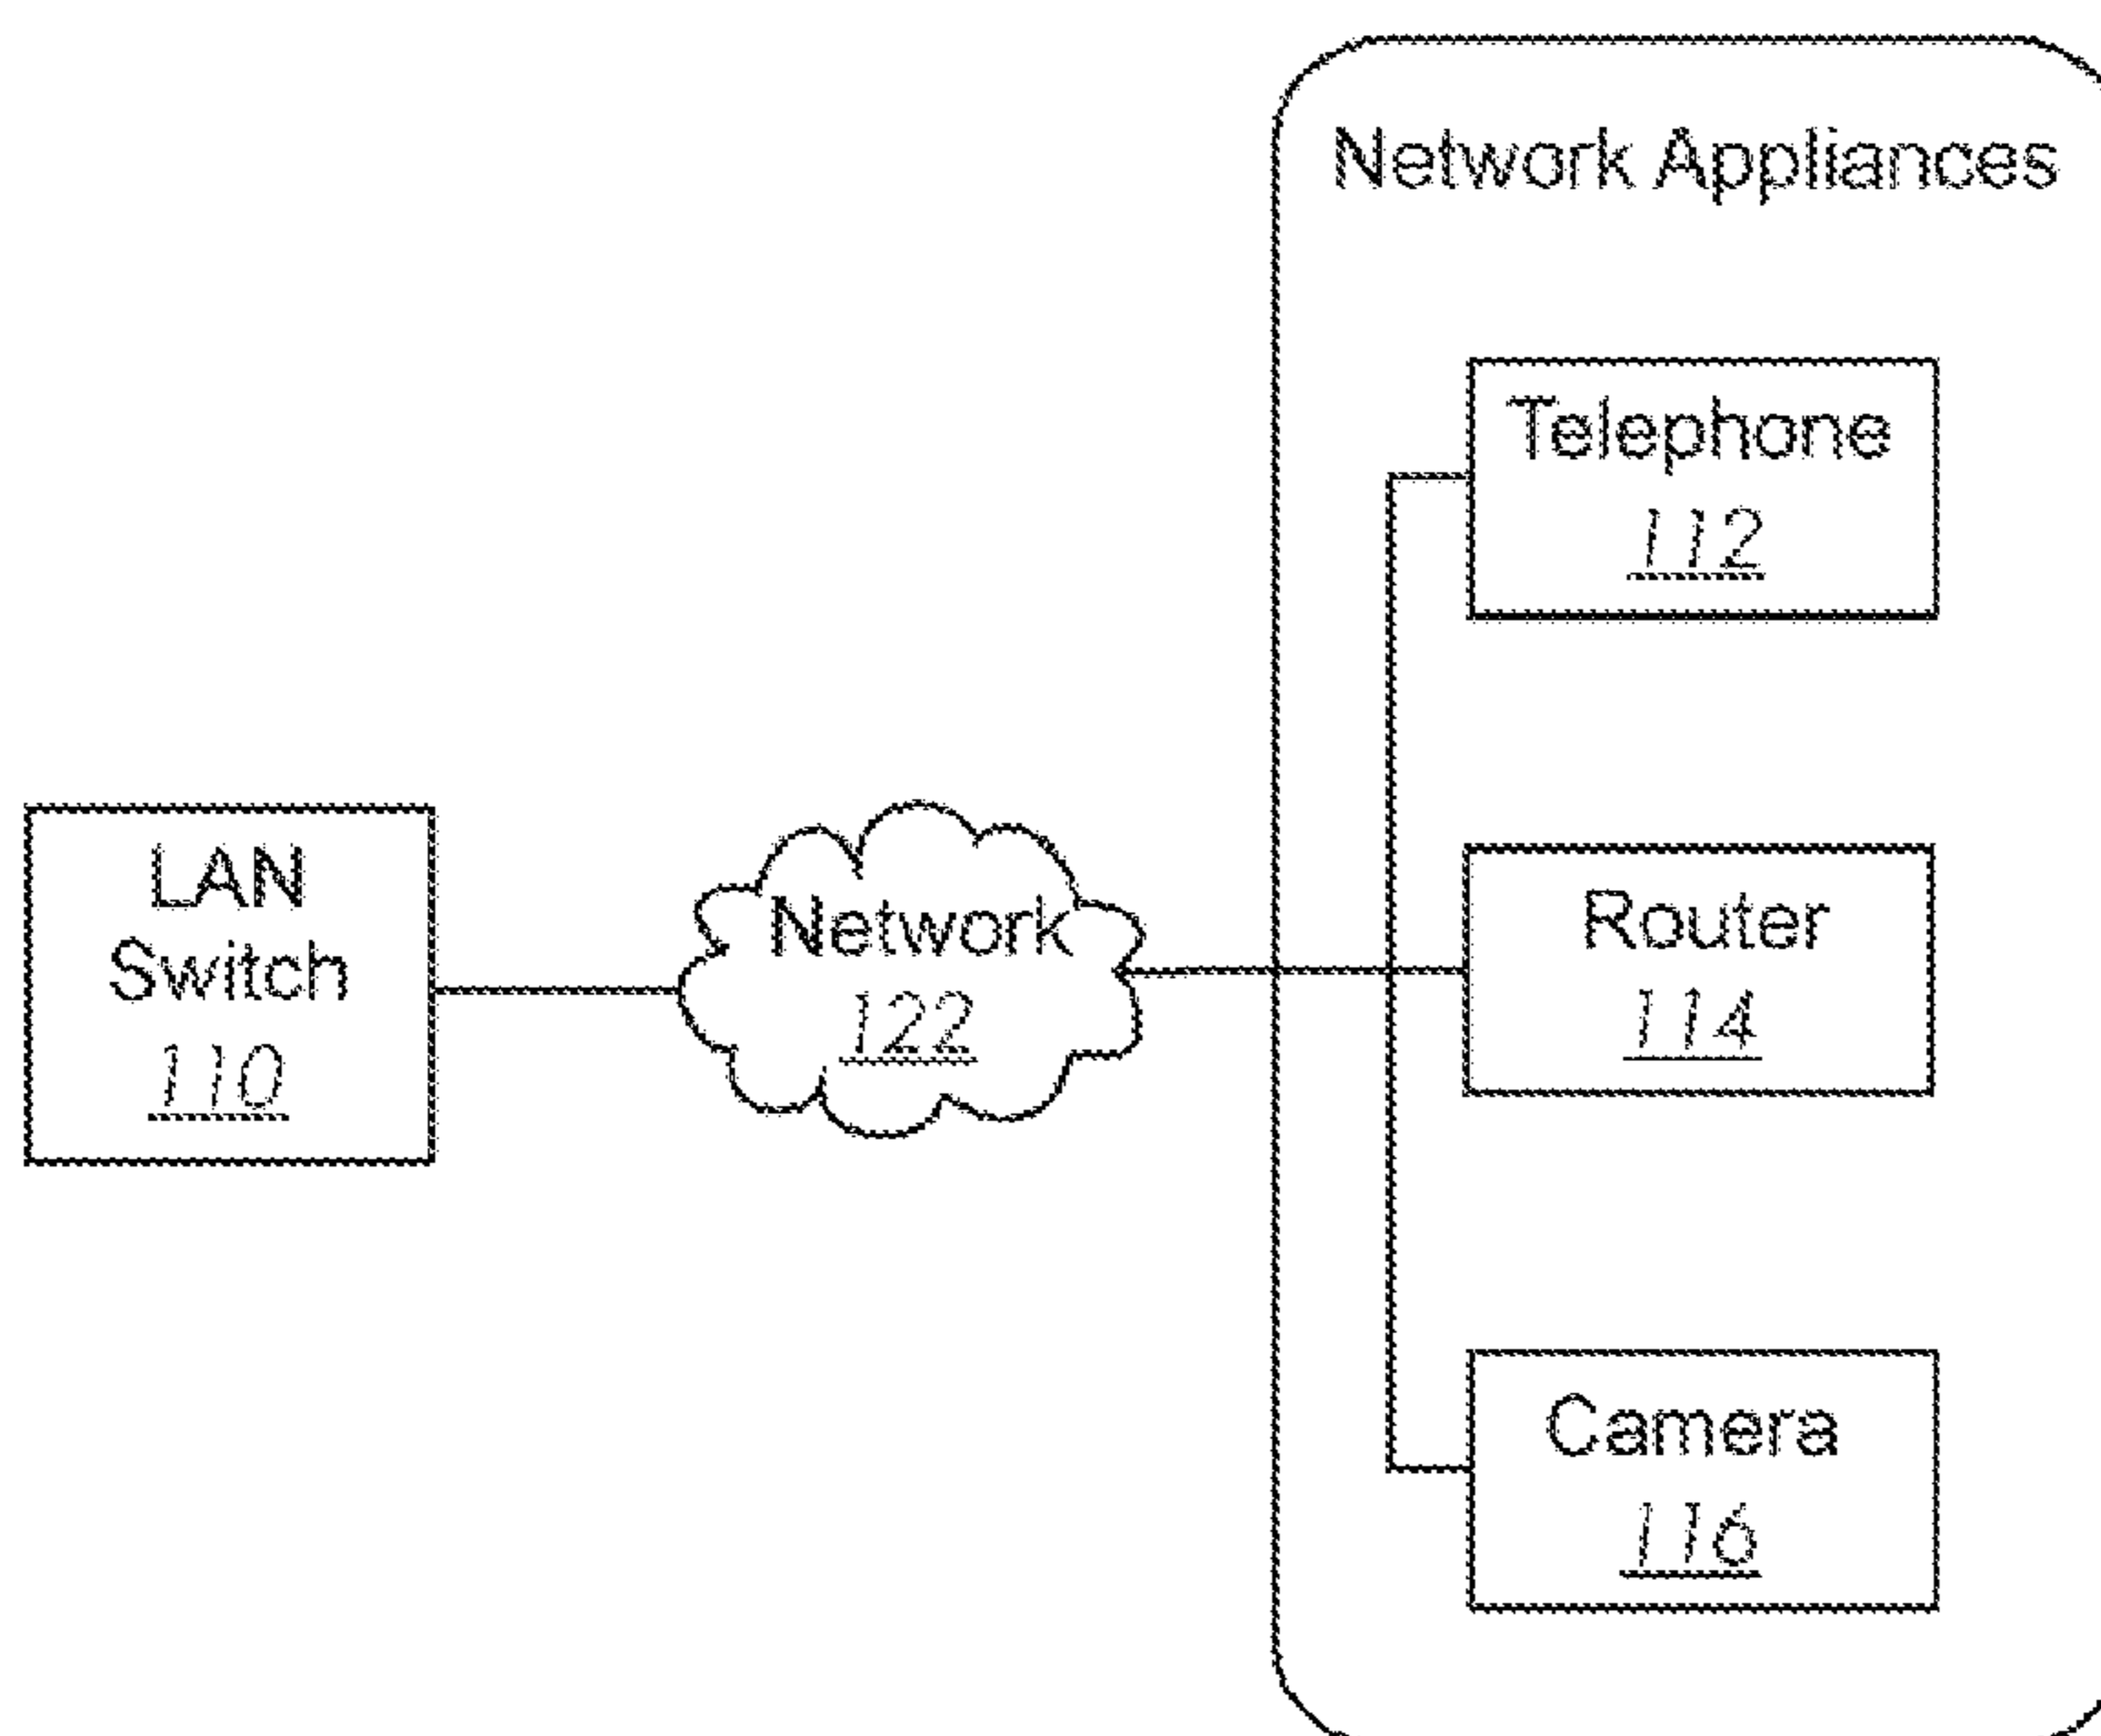 Network Appliances
Telephone
112
LAN
Switch
110
Network
122
Router
114
Camera
116